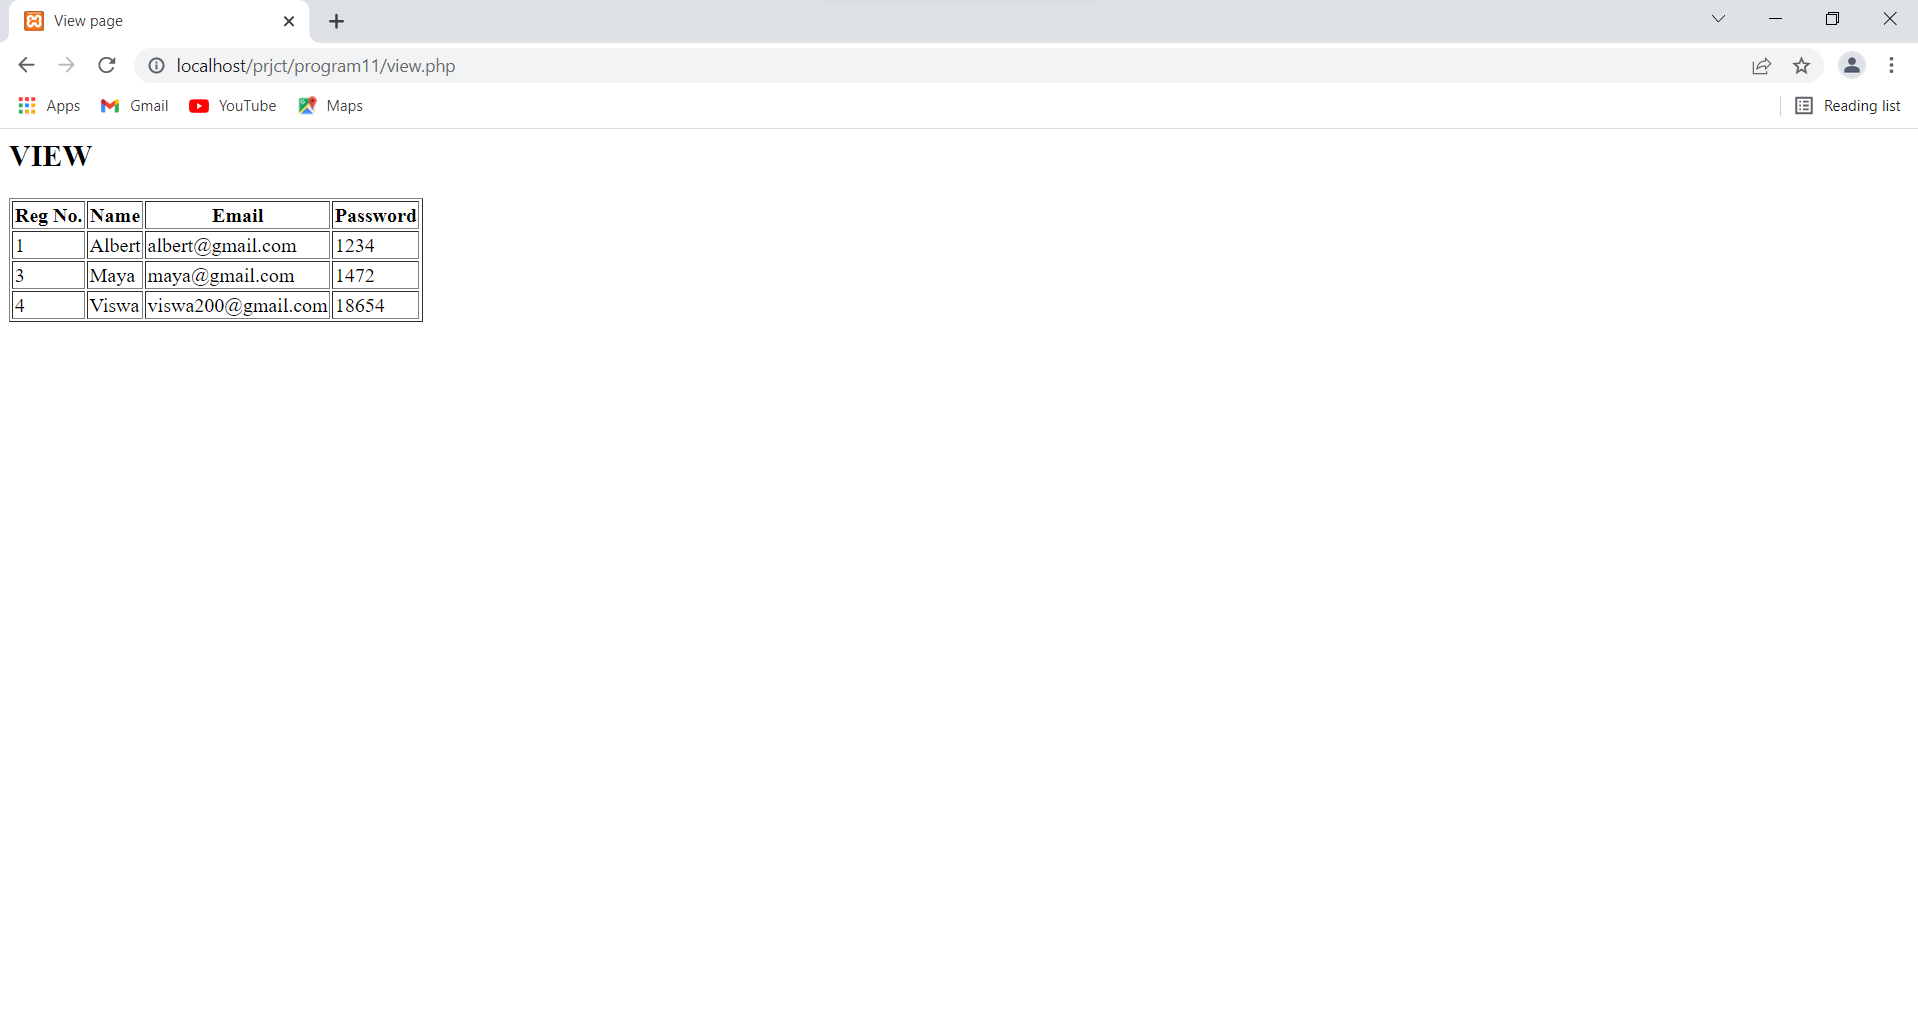 View page
localhost/prjct/program11/view.php
Apps Gmail YouTube Maps Reading list
VIEW
Reg No. Name Email Password
1 Albert albert@gmail.com 1234
3 Maya maya@gmail.com 1472
4 Viswa viswa200@gmail.com 18654